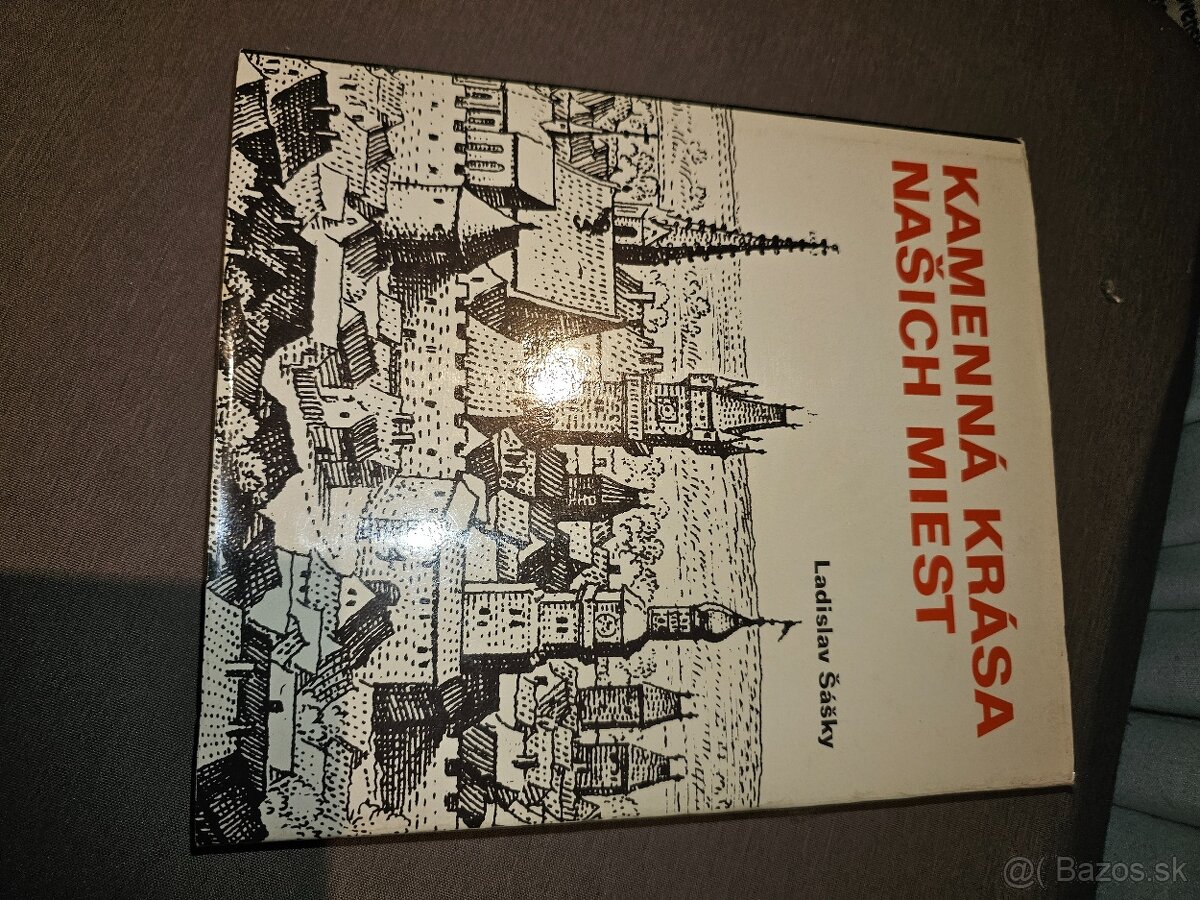 KAMENNÁ KRÁSA
NAŠICH MIEST
Ladislav Šášky
@( Bazos.sk